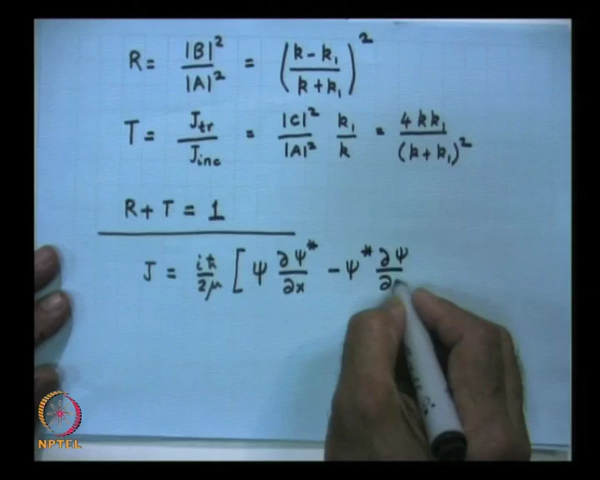 R = |B|² / |A|² = ( (k - k₁) / (k + k₁) )²
T = J_tr / J_inc = |C|² / |A|² k₁ / k = 4kk₁ / (k + k₁)²
R + T = 1
J = iħ / 2μ [ ψ ∂ψ* / ∂x - ψ* ∂ψ / ∂
NPTEL